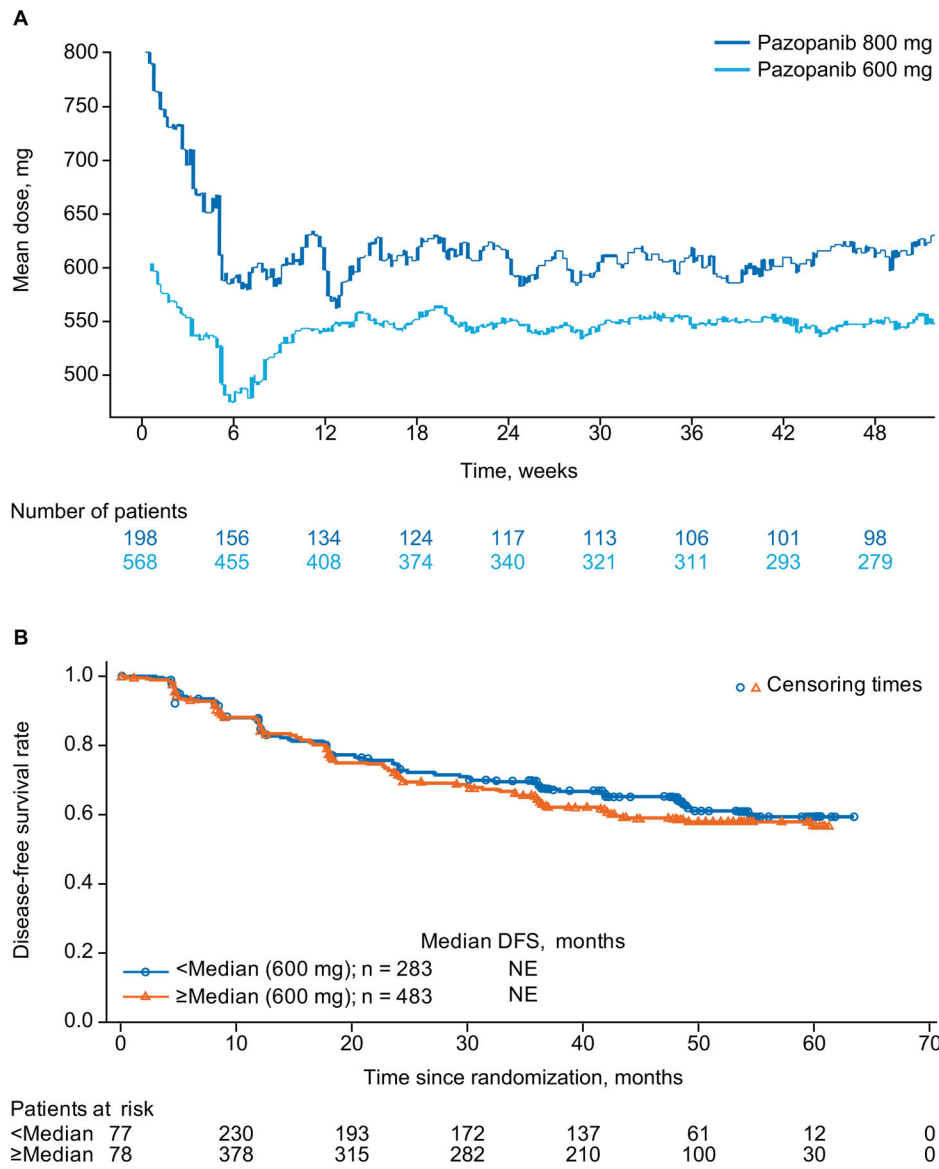 A
Pazopanib 800 mg
Pazopanib 600 mg
800
750
700
650
600
550
500
Mean dose, mg
0 6 12 18 24 30 36 42 48
Time, weeks
Number of patients
198 156 134 124 117 113 106 101 98
568 455 408 374 340 321 311 293 279
B
1.0
0.8
0.6
0.4
0.2
0.0
Disease-free survival rate
Censoring times
Median DFS, months
<Median (600 mg); n = 283 NE
≥Median (600 mg); n = 483 NE
0 10 20 30 40 50 60 70
Time since randomization, months
Patients at risk
<Median 77 230 193 172 137 61 12 0
≥Median 78 378 315 282 210 100 30 0